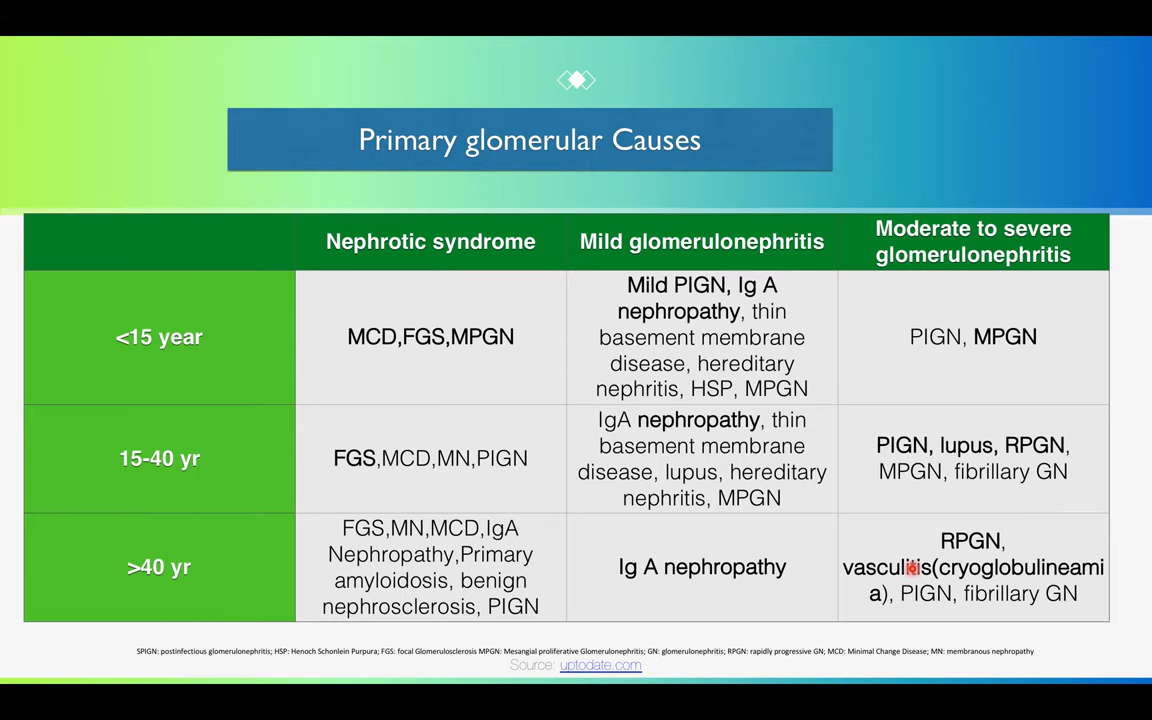 Primary glomerular Causes
Nephrotic syndrome
Mild glomerulonephritis
Moderate to severe
glomerulonephritis
<15 year
MCD,FGS,MPGN
Mild PIGN, Ig A
nephropathy, thin
basement membrane
disease, hereditary
nephritis, HSP, MPGN
PIGN, MPGN
15-40 yr
FGS,MCD,MN,PIGN
IgA nephropathy, thin
basement membrane
disease, lupus, hereditary
nephritis, MPGN
PIGN, lupus, RPGN,
MPGN, fibrillary GN
>40 yr
FGS,MN,MCD,IgA
Nephropathy,Primary
amyloidosis, benign
nephrosclerosis, PIGN
Ig A nephropathy
RPGN,
vasculitis(cryoglobulineami
a), PIGN, fibrillary GN
SPIGN: postinfectious glomerulonephritis; HSP: Henoch Schonlein Purpura; FGS: focal Glomerulosclerosis MPGN: Mesangial proliferative Glomerulonephritis; GN: glomerulonephritis; RPGN: rapidly progressive GN; MCD: Minimal Change Disease; MN: membranous nephropathy
Source: uptodate.com